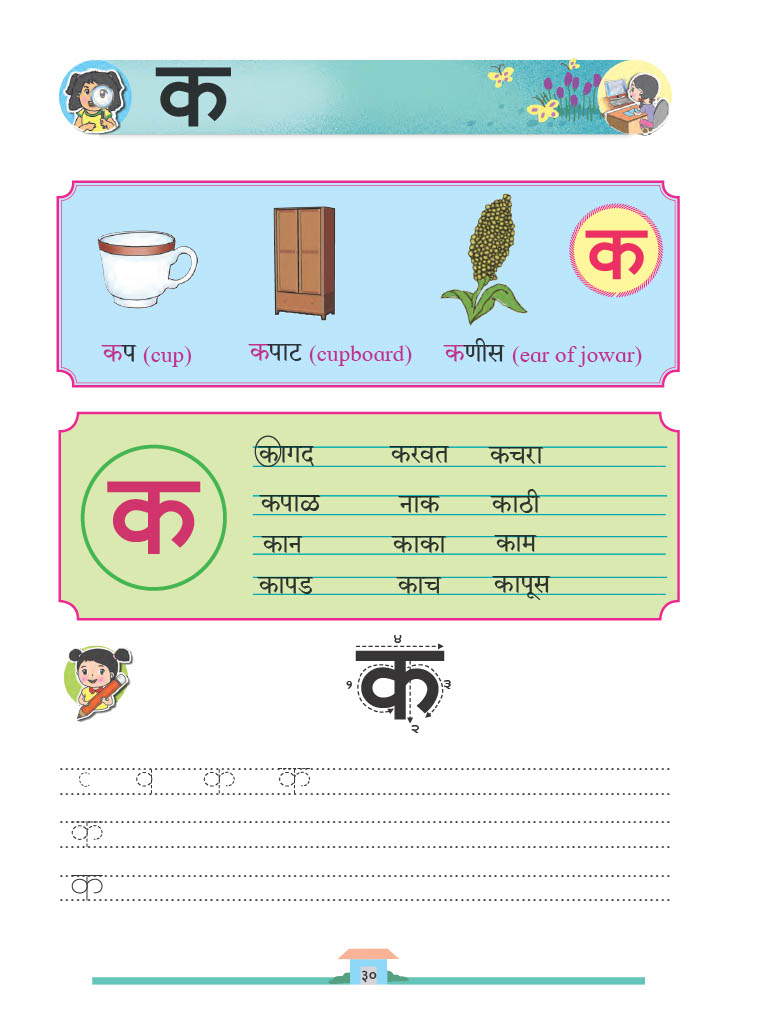 क
क
कप (cup) कपाट (cupboard) कणीस (ear of jowar)
क
कागद करवत कचरा
कपाळ नाक काठी
कान काका काम
कापड काच कापूस
४
१ क ३
२
क
क
क
३०